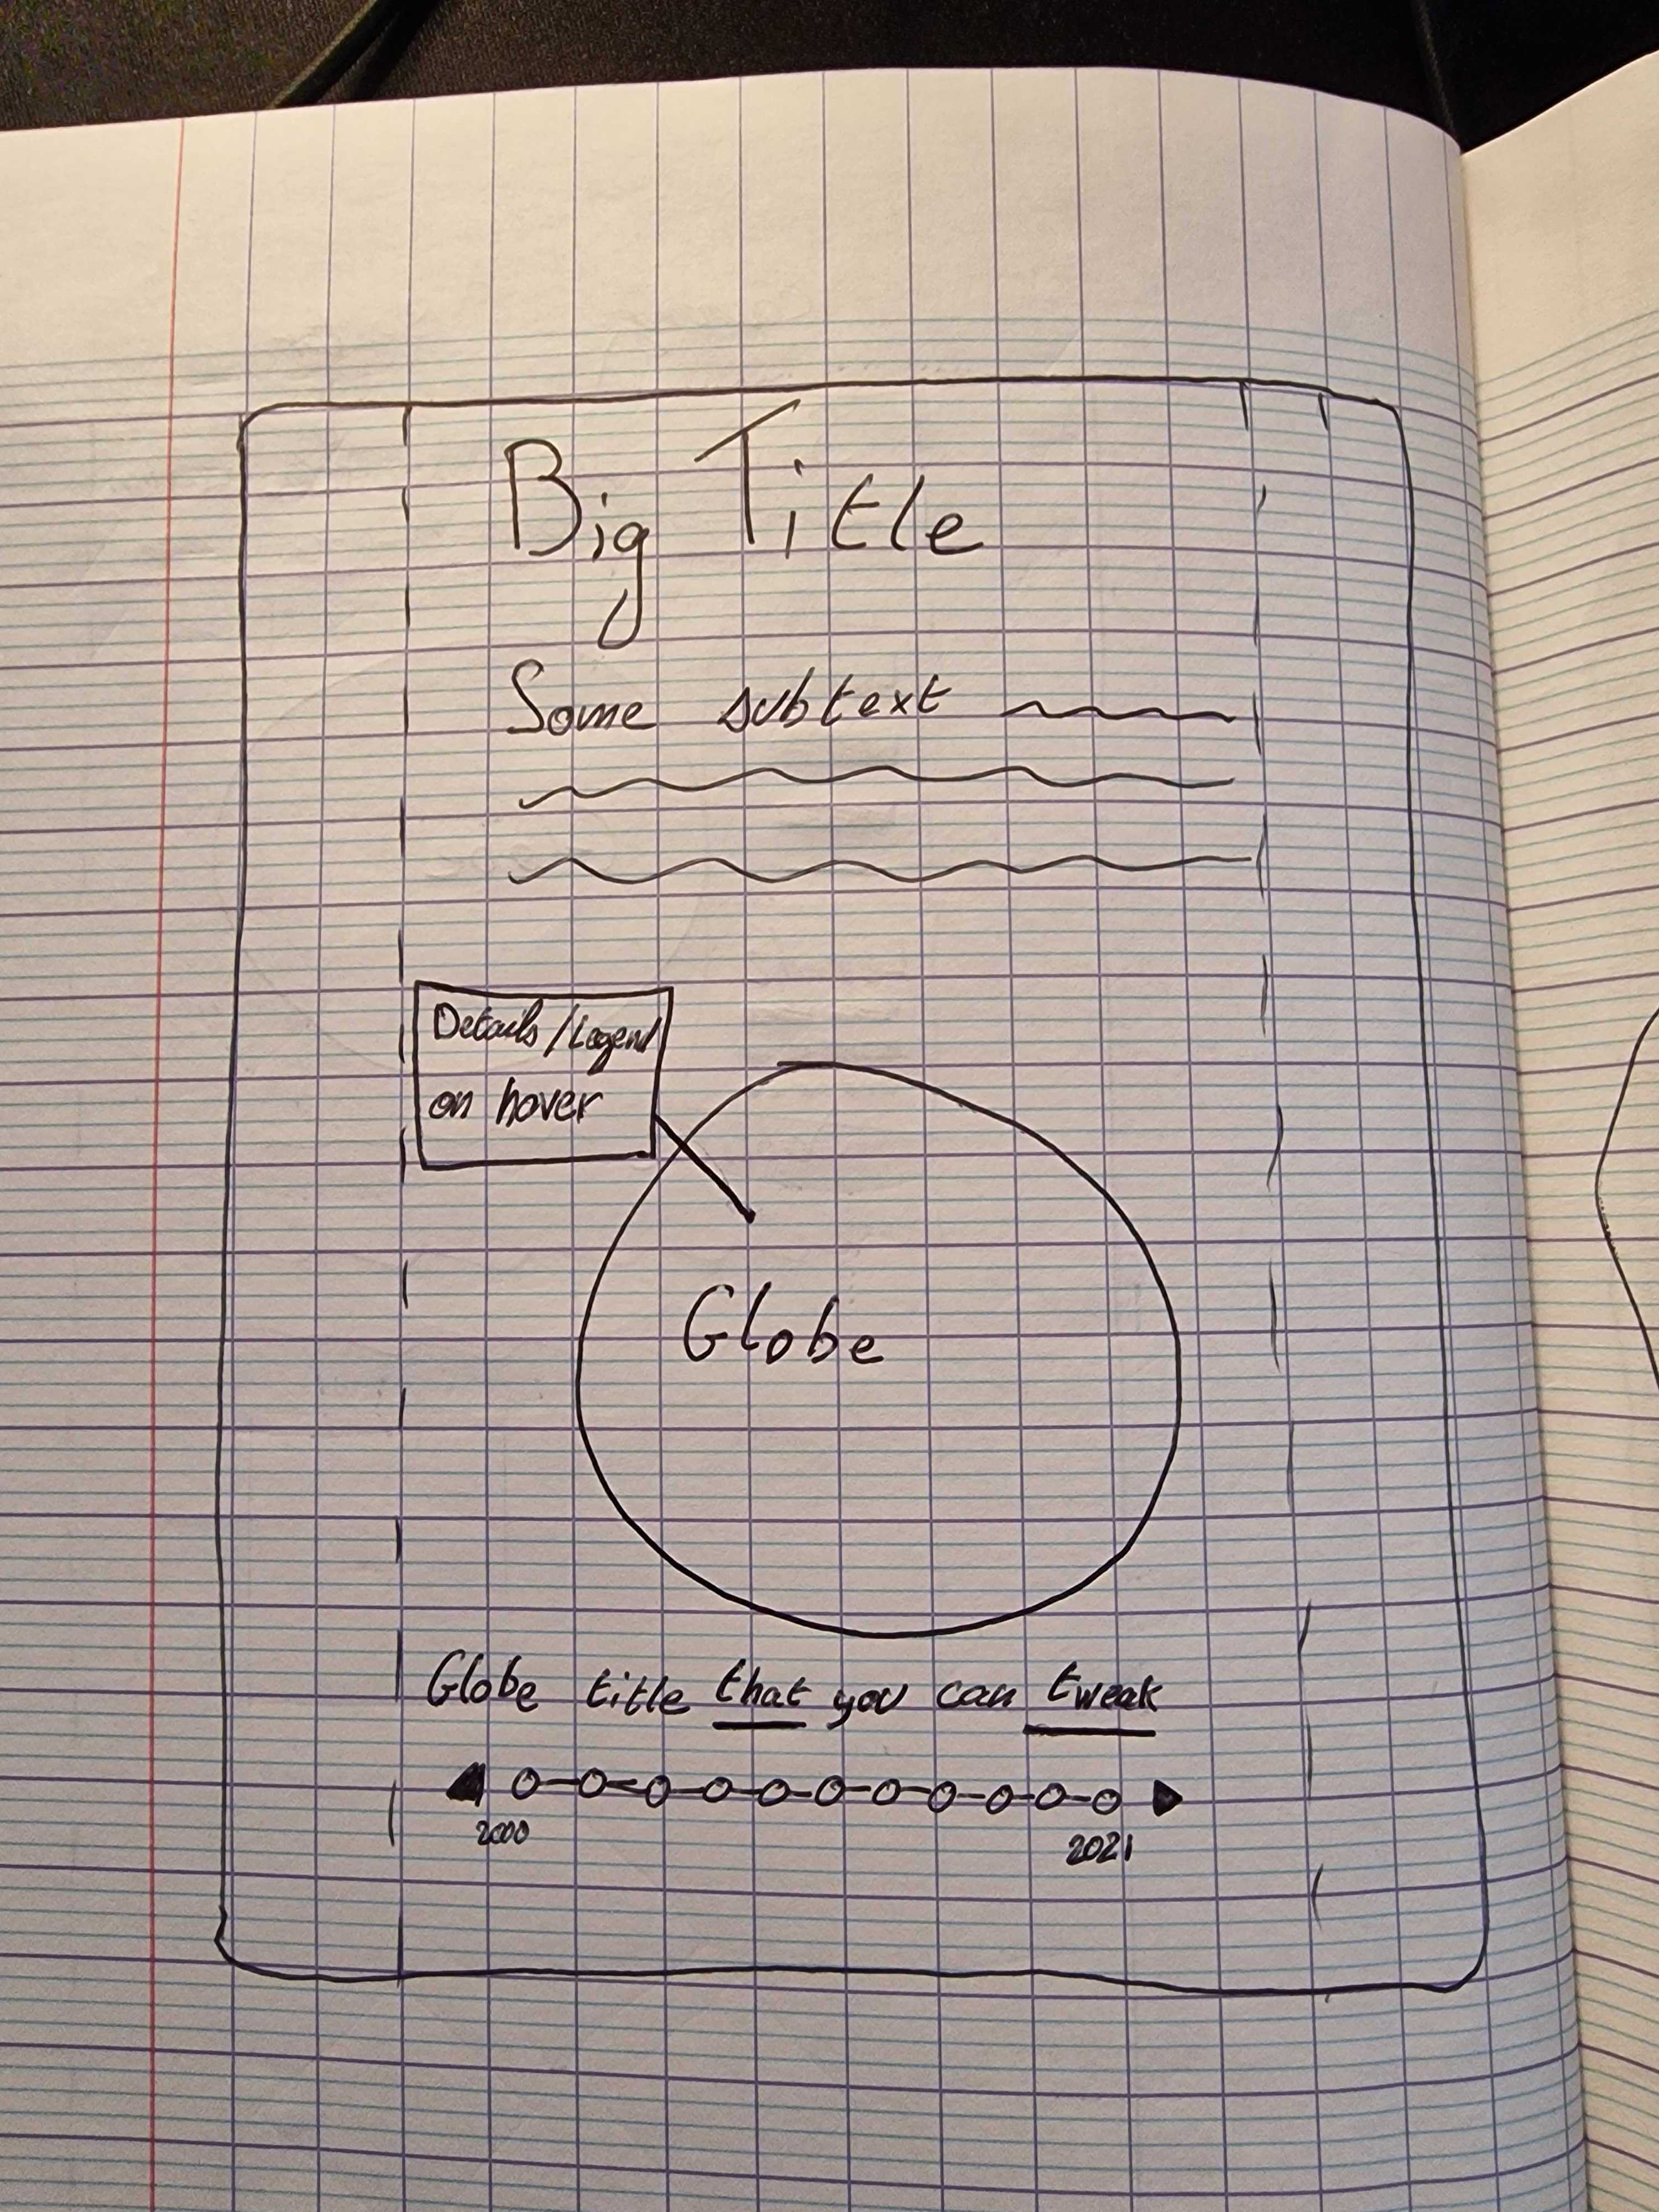 Big Title
Some subtext
Details/Legend
on hover
Globe
Globe title that you can tweak
2000
2021